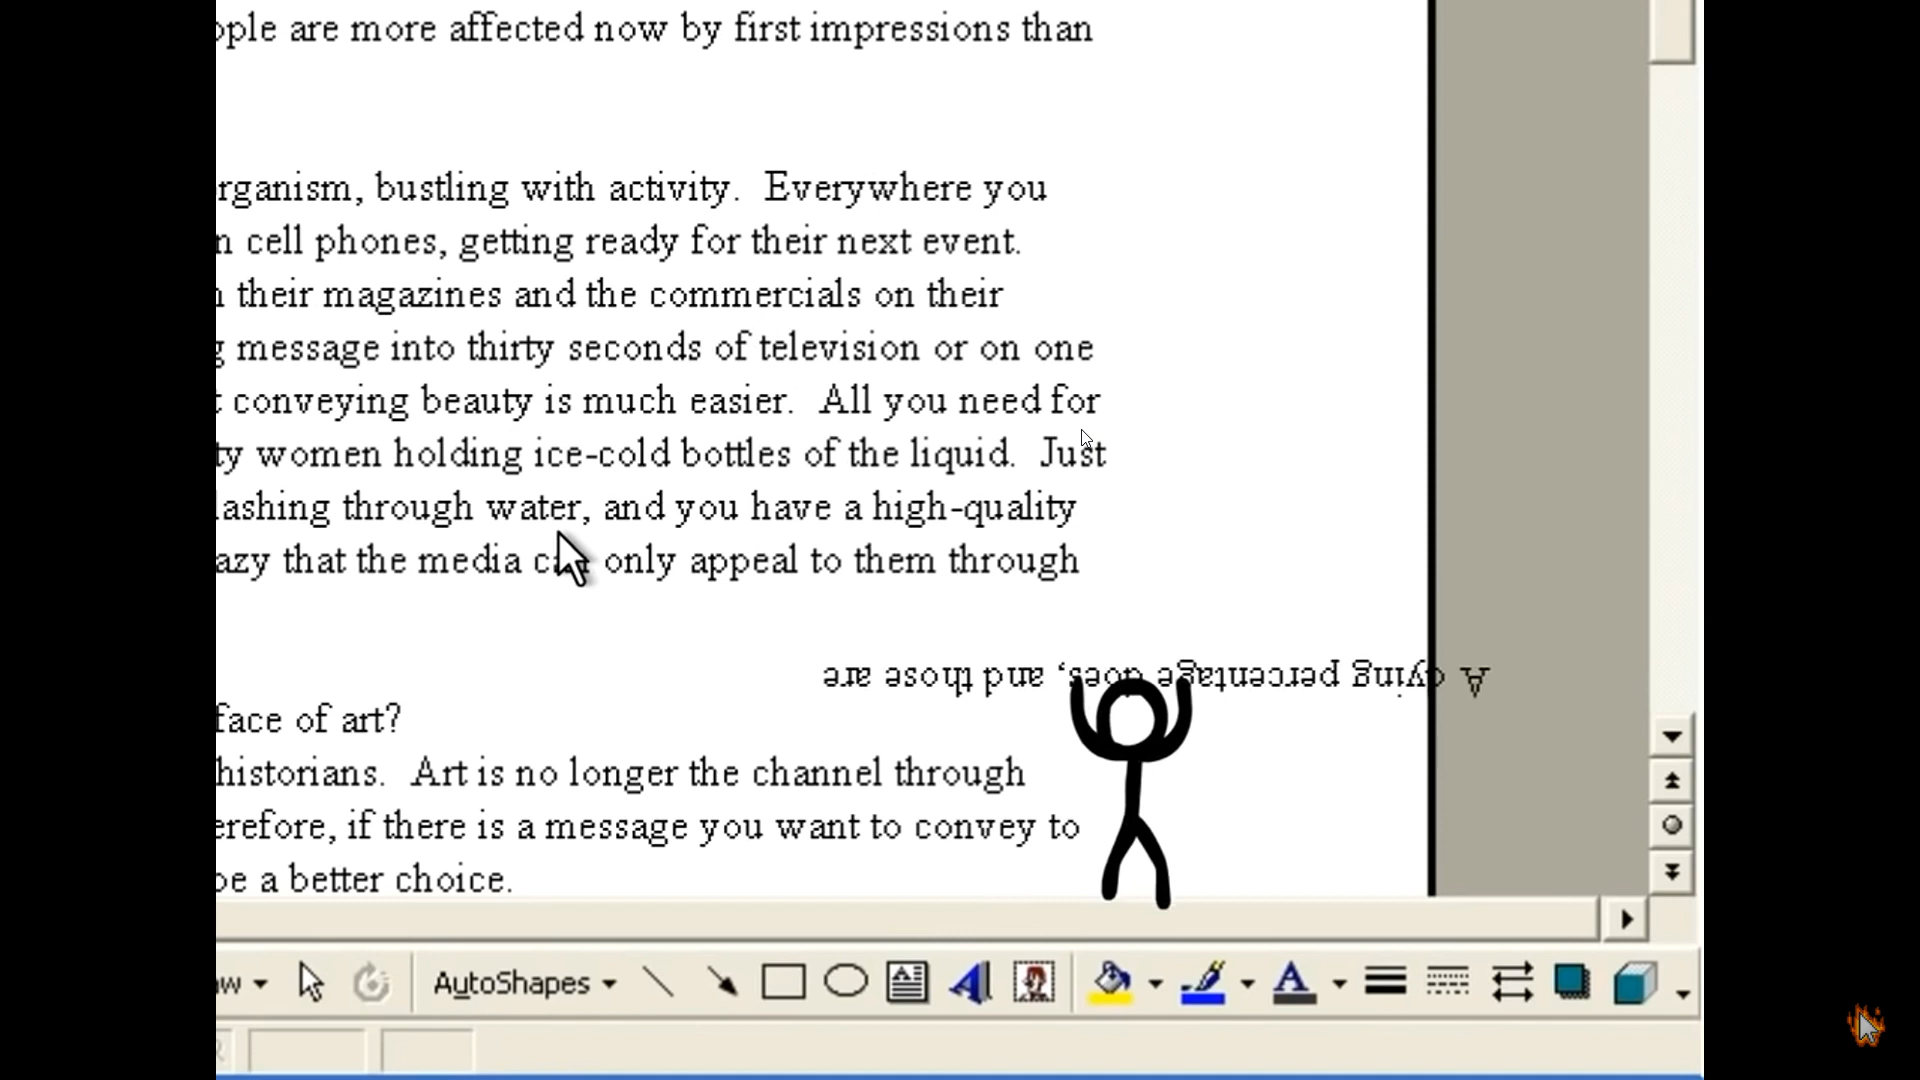 ople are more affected now by first impressions than
rganism, bustling with activity.  Everywhere you
n cell phones, getting ready for their next event.
n their magazines and the commercials on their
g message into thirty seconds of television or on one
t conveying beauty is much easier.  All you need for
ty women holding ice-cold bottles of the liquid.  Just
lashing through water, and you have a high-quality
azy that the media can only appeal to them through
A dying percentage does, and those are
face of art?
historians.  Art is no longer the channel through
erefore, if there is a message you want to convey to
be a better choice.
aw AutoShapes